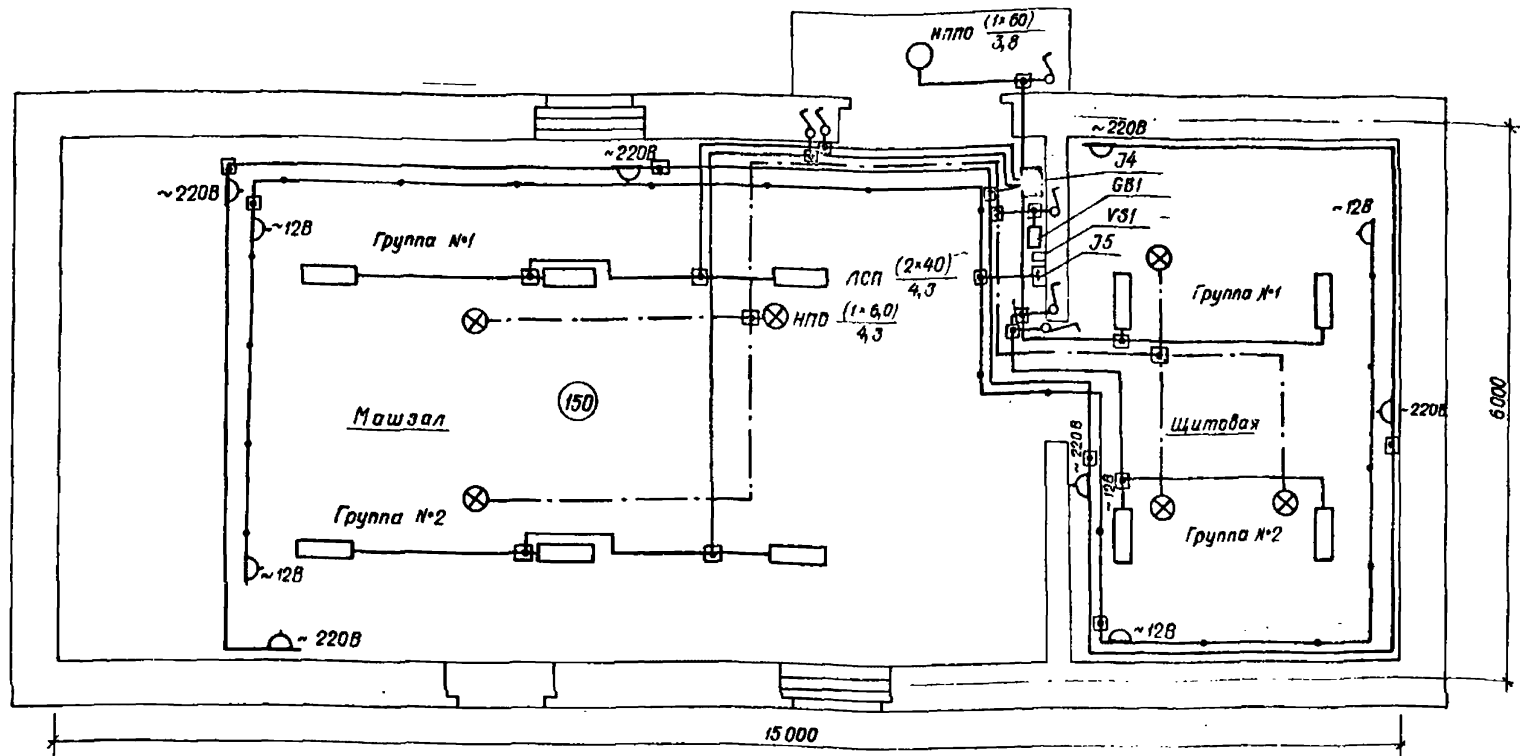 НППО (1×60)
3,8
~220В
J4
GB1
VS1
J5
~220В
~220В
~12В
~12В
Группа №1
ЛСП (2×40)
4,3
НПО (1×6,0)
4,3
Группа №1
150
Машзал
Щитовая
~220В
6000
~220В
~12В
Группа №2
Группа №2
~12В
~220В
~12В
15000